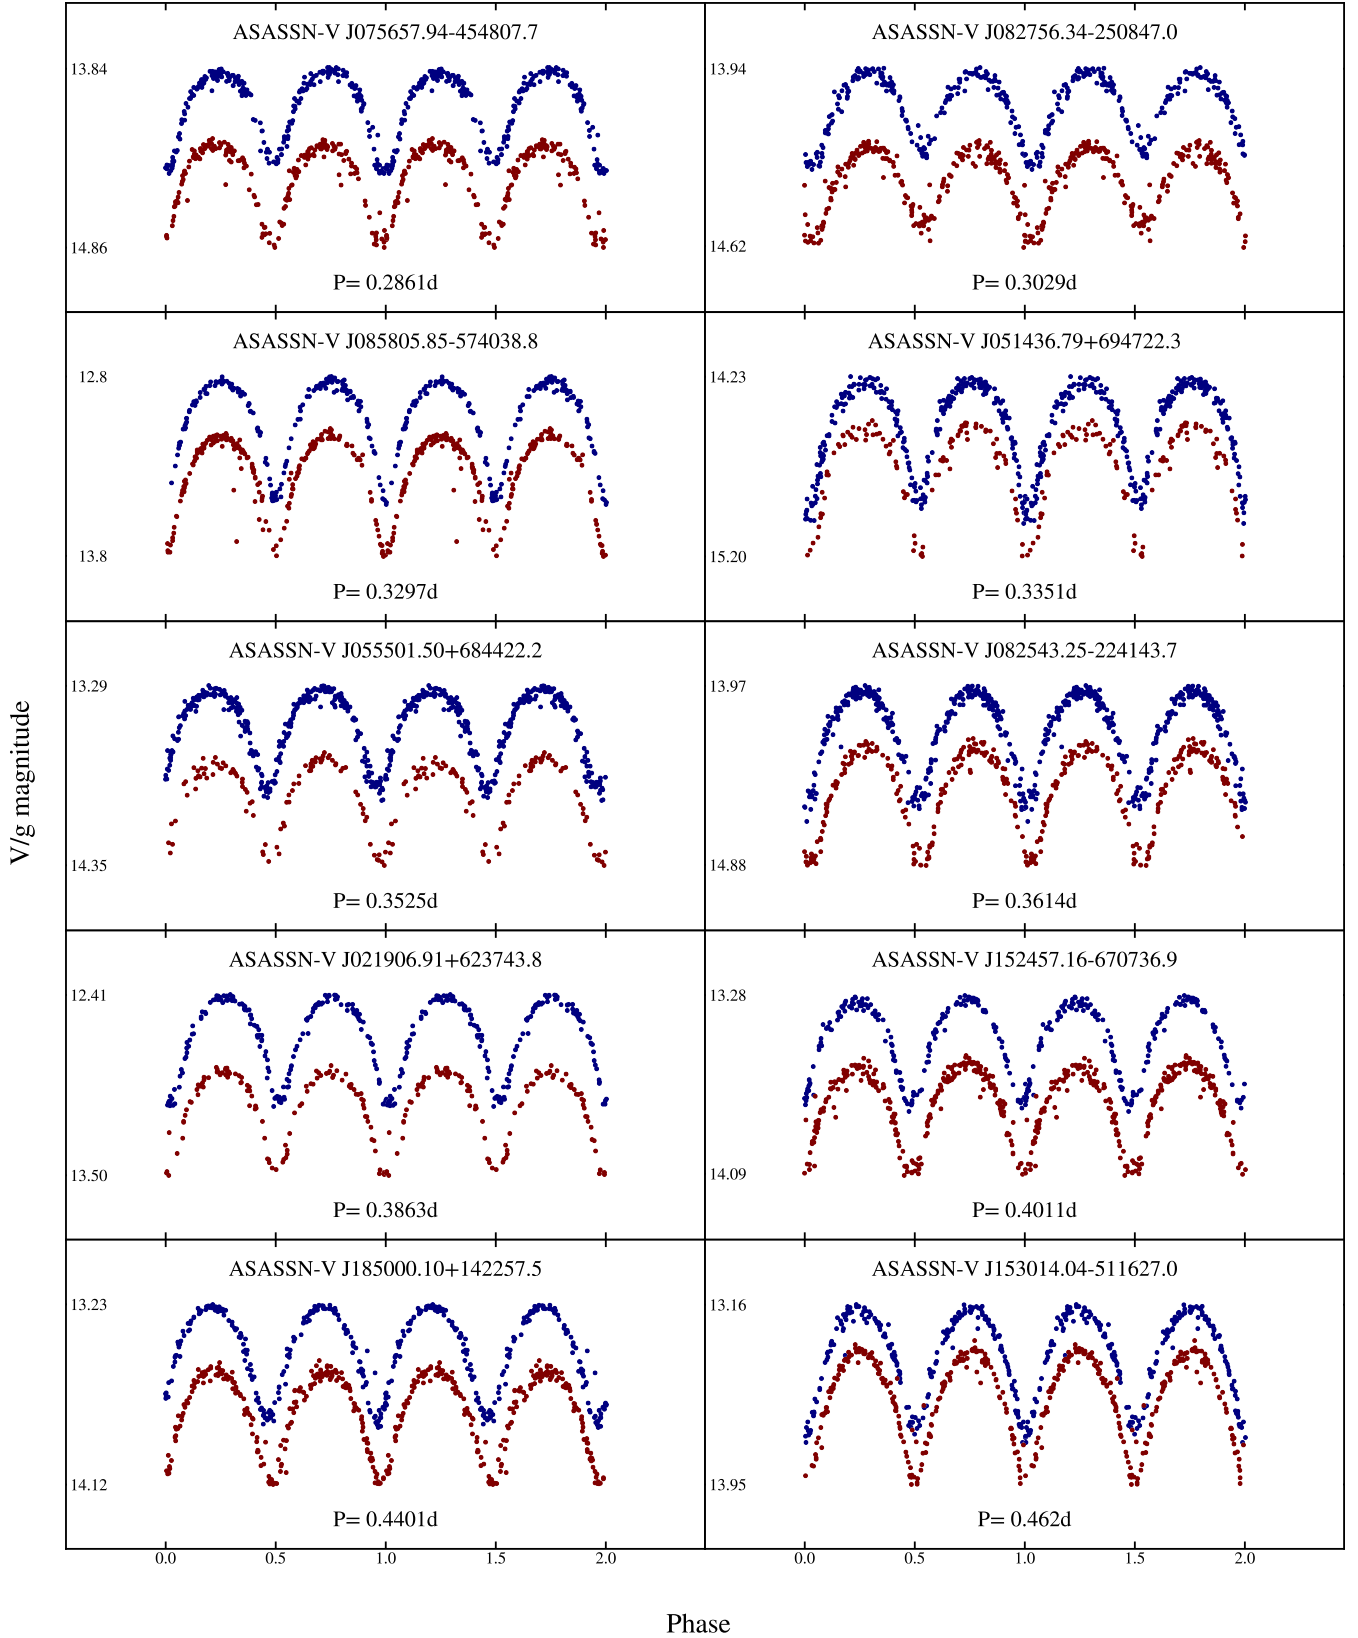 ASASSN-V J075657.94-454807.7
13.84
14.86
P= 0.2861d
ASASSN-V J082756.34-250847.0
13.94
14.62
P= 0.3029d
ASASSN-V J085805.85-574038.8
12.8
13.8
P= 0.3297d
ASASSN-V J051436.79+694722.3
14.23
15.20
P= 0.3351d
ASASSN-V J055501.50+684422.2
13.29
14.35
P= 0.3525d
ASASSN-V J082543.25-224143.7
13.97
14.88
P= 0.3614d
ASASSN-V J021906.91+623743.8
12.41
13.50
P= 0.3863d
ASASSN-V J152457.16-670736.9
13.28
14.09
P= 0.4011d
ASASSN-V J185000.10+142257.5
13.23
14.12
P= 0.4401d
ASASSN-V J153014.04-511627.0
13.16
13.95
P= 0.462d
0.0 0.5 1.0 1.5 2.0
0.0 0.5 1.0 1.5 2.0
V/g magnitude
Phase